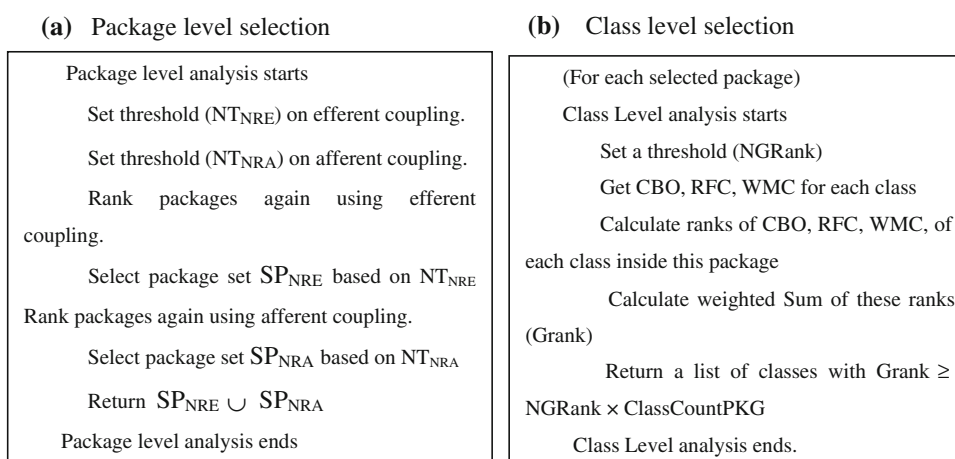 (a) Package level selection
Package level analysis starts
Set threshold (NT_NRE) on efferent coupling.
Set threshold (NT_NRA) on afferent coupling.
Rank packages again using efferent
coupling.
Select package set SP_NRE based on NT_NRE
Rank packages again using afferent coupling.
Select package set SP_NRA based on NT_NRA
Return SP_NRE ∪ SP_NRA
Package level analysis ends
(b) Class level selection
(For each selected package)
Class Level analysis starts
Set a threshold (NGRank)
Get CBO, RFC, WMC for each class
Calculate ranks of CBO, RFC, WMC, of
each class inside this package
Calculate weighted Sum of these ranks
(Grank)
Return a list of classes with Grank ≥
NGRank × ClassCountPKG
Class Level analysis ends.